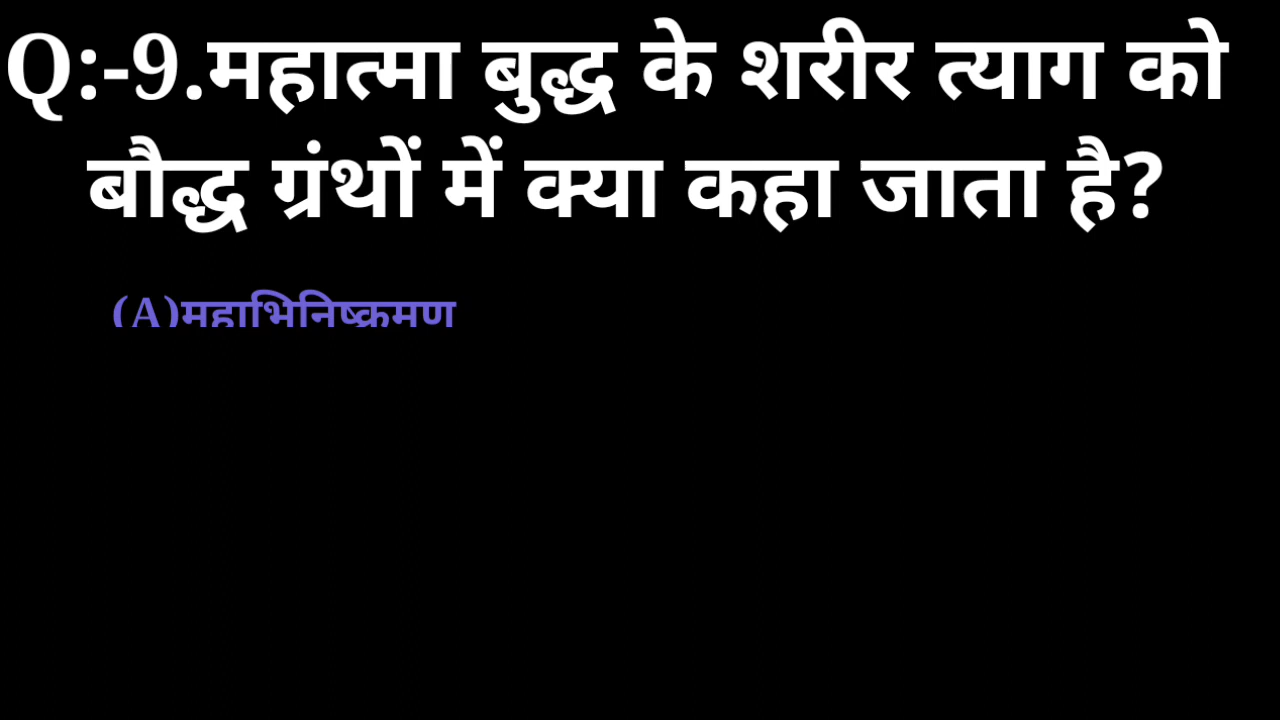 Q:-9.महात्मा बुद्ध के शरीर त्याग को
बौद्ध ग्रंथों में क्या कहा जाता है?
(A)महाभिनिष्क्रमण